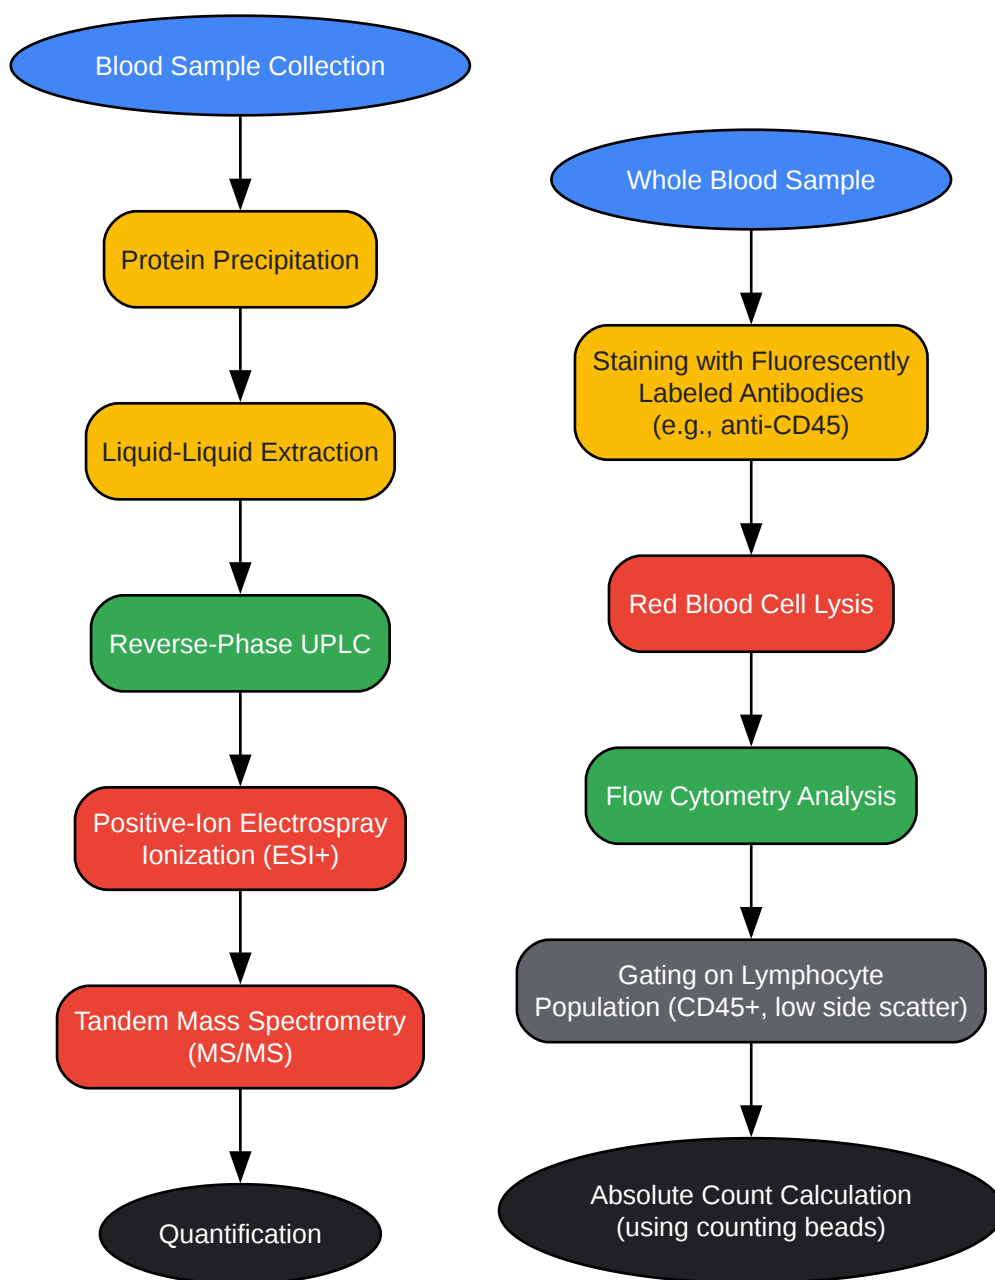 Blood Sample Collection
Protein Precipitation
Liquid-Liquid Extraction
Reverse-Phase UPLC
Positive-Ion Electrospray
Ionization (ESI+)
Tandem Mass Spectrometry
(MS/MS)
Quantification
Whole Blood Sample
Staining with Fluorescently
Labeled Antibodies
(e.g., anti-CD45)
Red Blood Cell Lysis
Flow Cytometry Analysis
Gating on Lymphocyte
Population (CD45+, low side scatter)
Absolute Count Calculation
(using counting beads)